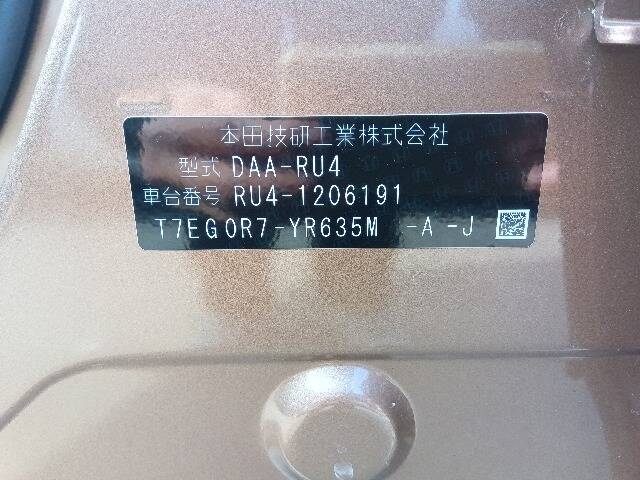 本田技研工業株式会社
型式 DAA-RU4
車台番号 RU4-1206191
T7EG0R7-YR635M -A -J